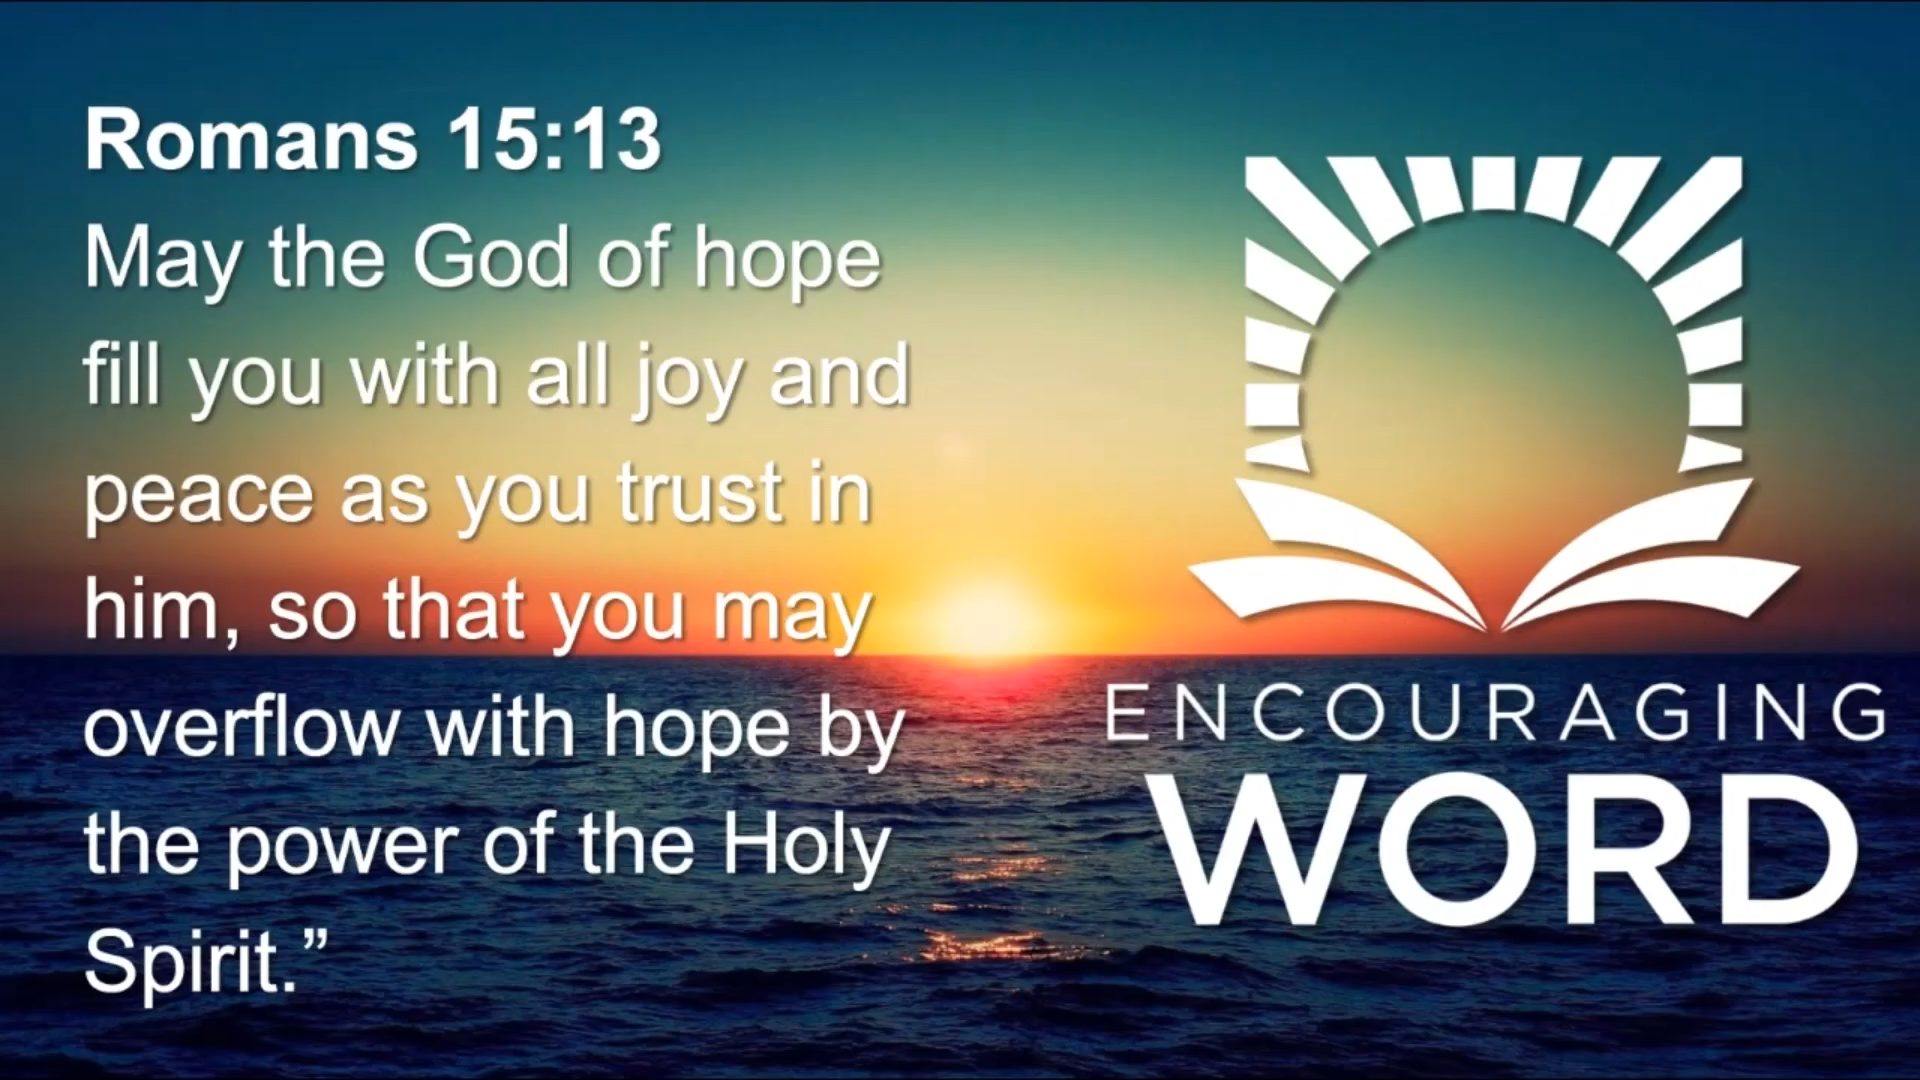 Romans 15:13
May the God of hope
fill you with all joy and
peace as you trust in
him, so that you may
overflow with hope by
the power of the Holy
Spirit.”
ENCOURAGING
WORD